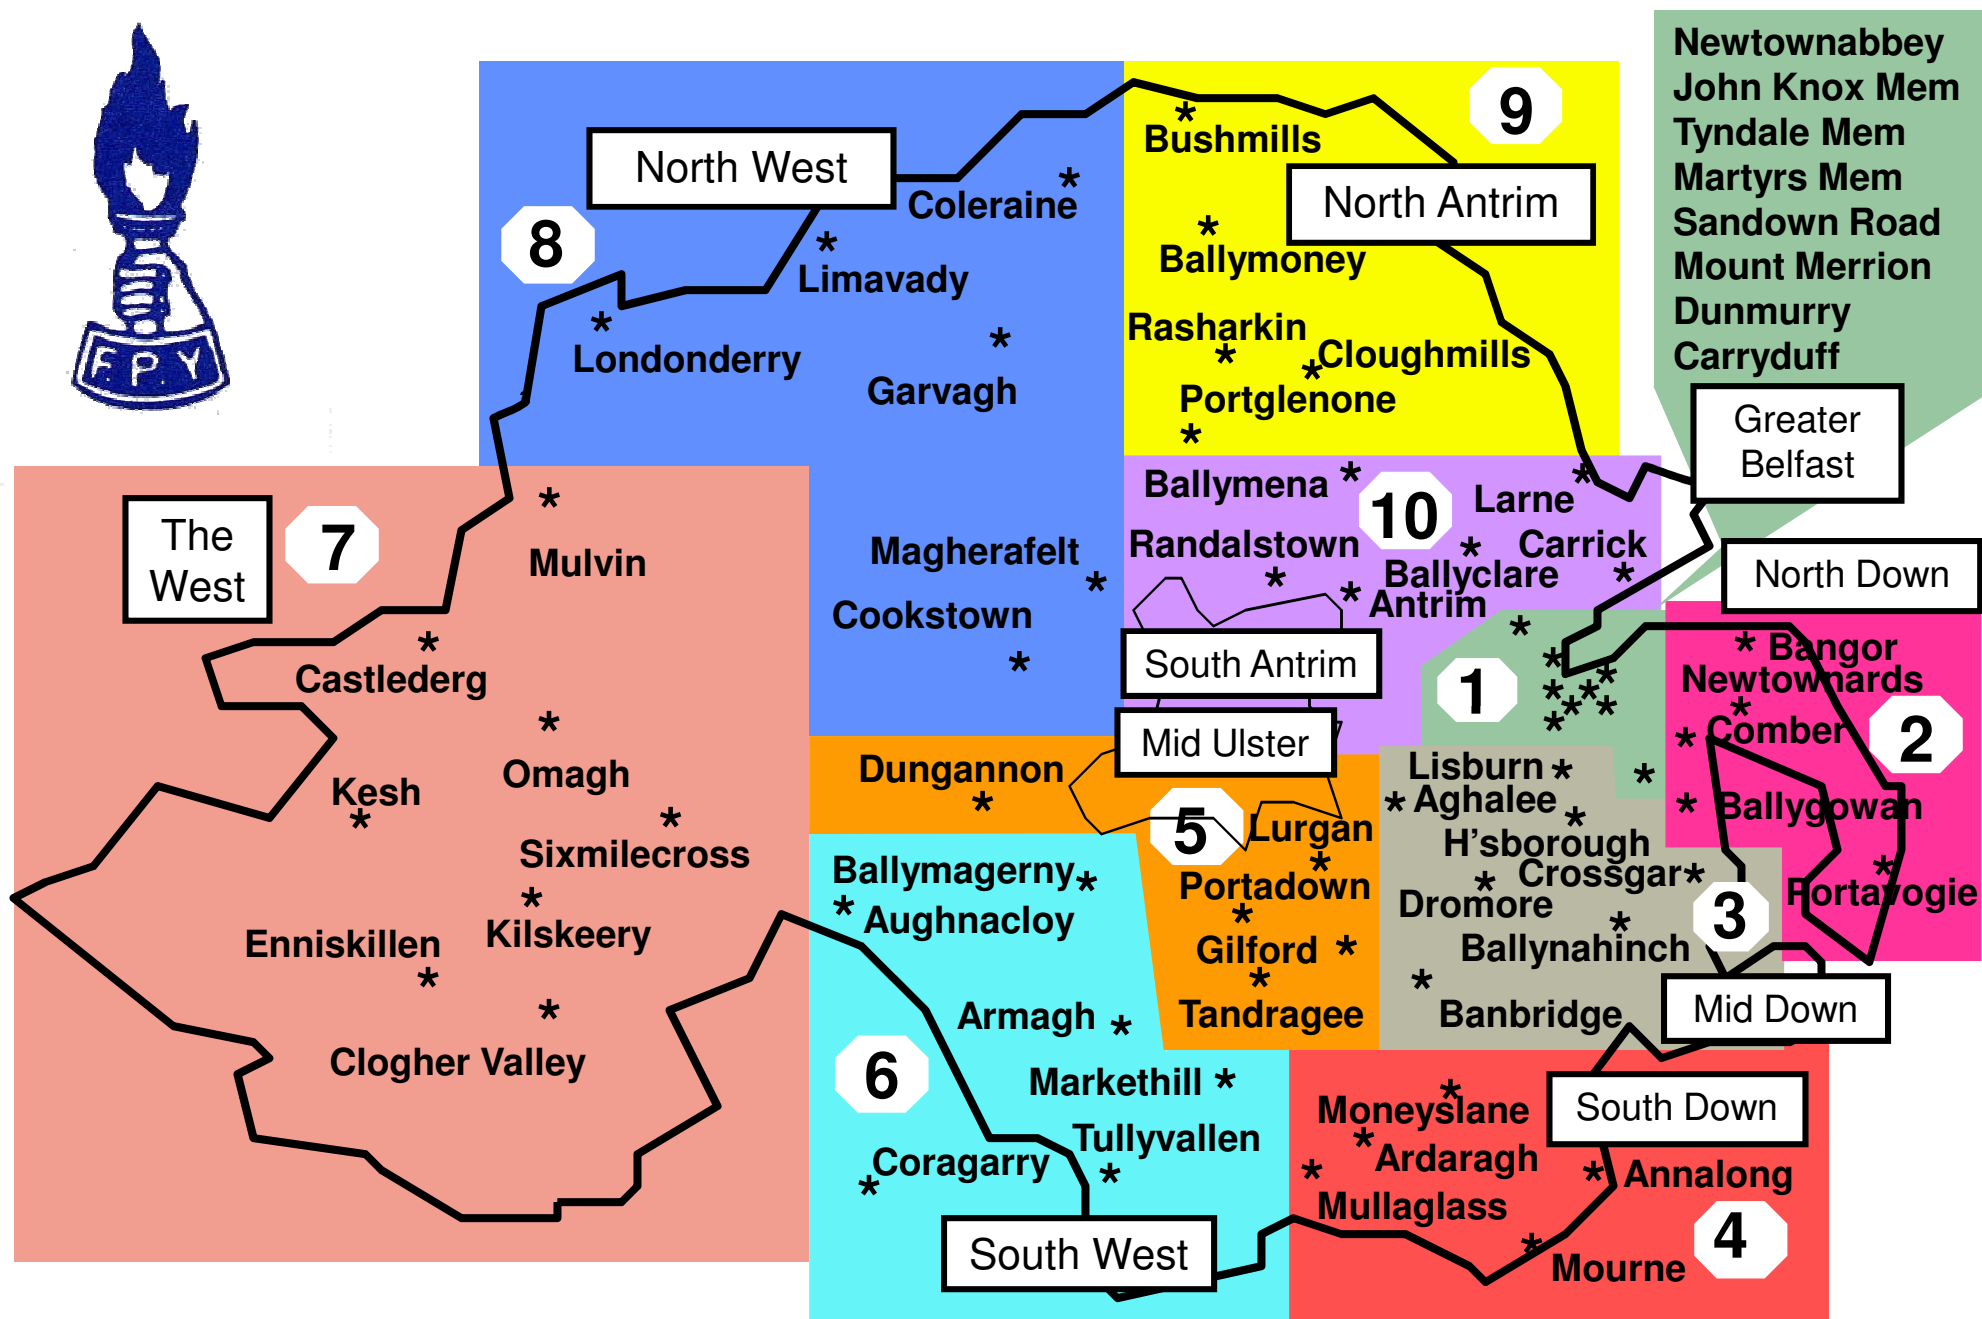 F.P.Y
North West
8
Coleraine
Limavady
Londonderry
Garvagh
Magherafelt
Cookstown
9
Bushmills
North Antrim
Ballymoney
Rasharkin
Cloughmills
Portglenone
Newtownabbey
John Knox Mem
Tyndale Mem
Martyrs Mem
Sandown Road
Mount Merrion
Dunmurry
Carryduff
Greater
Belfast
The
West
7
Mulvin
Castlederg
Omagh
Kesh
Sixmilecross
Kilskeery
Enniskillen
Clogher Valley
Ballymena
10
Larne
Randalstown
Carrick
Ballyclare
Antrim
South Antrim
1
North Down
Bangor
Newtownards
Comber
2
Ballygowan
Portavogie
Mid Ulster
Dungannon
5
Lurgan
Portadown
Gilford
Tandragee
Lisburn
Aghalee
H'sborough
Crossgar
Dromore
3
Ballynahinch
Banbridge
Mid Down
Ballymagerny
Aughnacloy
Armagh
6
Markethill
Tullyvallen
Coragarry
South West
Moneyslane
South Down
Ardaragh
Annalong
Mullaglass
4
Mourne